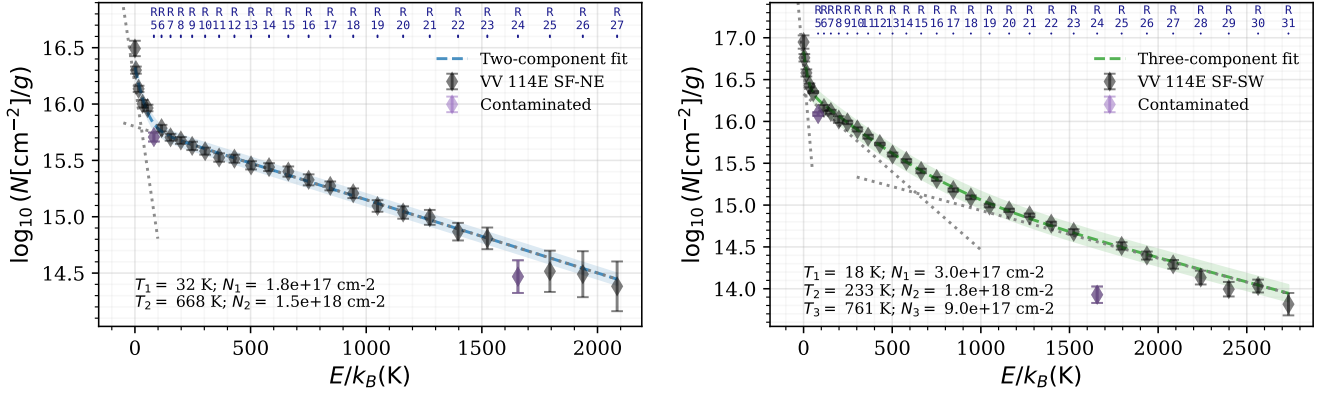 R R R R R R R R R R R R R R R R R R R R R R R
5 6 7 8 9 10 11 12 13 14 15 16 17 18 19 20 21 22 23 24 25 26 27
Two-component fit
VV 114E SF-NE
Contaminated
log₁₀(N[cm⁻²]/g)
16.5
16.0
15.5
15.0
14.5
T₁ = 32 K; N₁ = 1.8e+17 cm-2
T₂ = 668 K; N₂ = 1.5e+18 cm-2
0 500 1000 1500 2000
E/k_B(K)
R R R R R R R R R R R R R R R R R R R R R R R R R R R
5 6 7 8 9 10 11 12 13 14 15 16 17 18 19 20 21 22 23 24 25 26 27 28 29 30 31
Three-component fit
VV 114E SF-SW
Contaminated
log₁₀(N[cm⁻²]/g)
17.0
16.5
16.0
15.5
15.0
14.5
14.0
T₁ = 18 K; N₁ = 3.0e+17 cm-2
T₂ = 233 K; N₂ = 1.8e+18 cm-2
T₃ = 761 K; N₃ = 9.0e+17 cm-2
0 500 1000 1500 2000 2500
E/k_B(K)